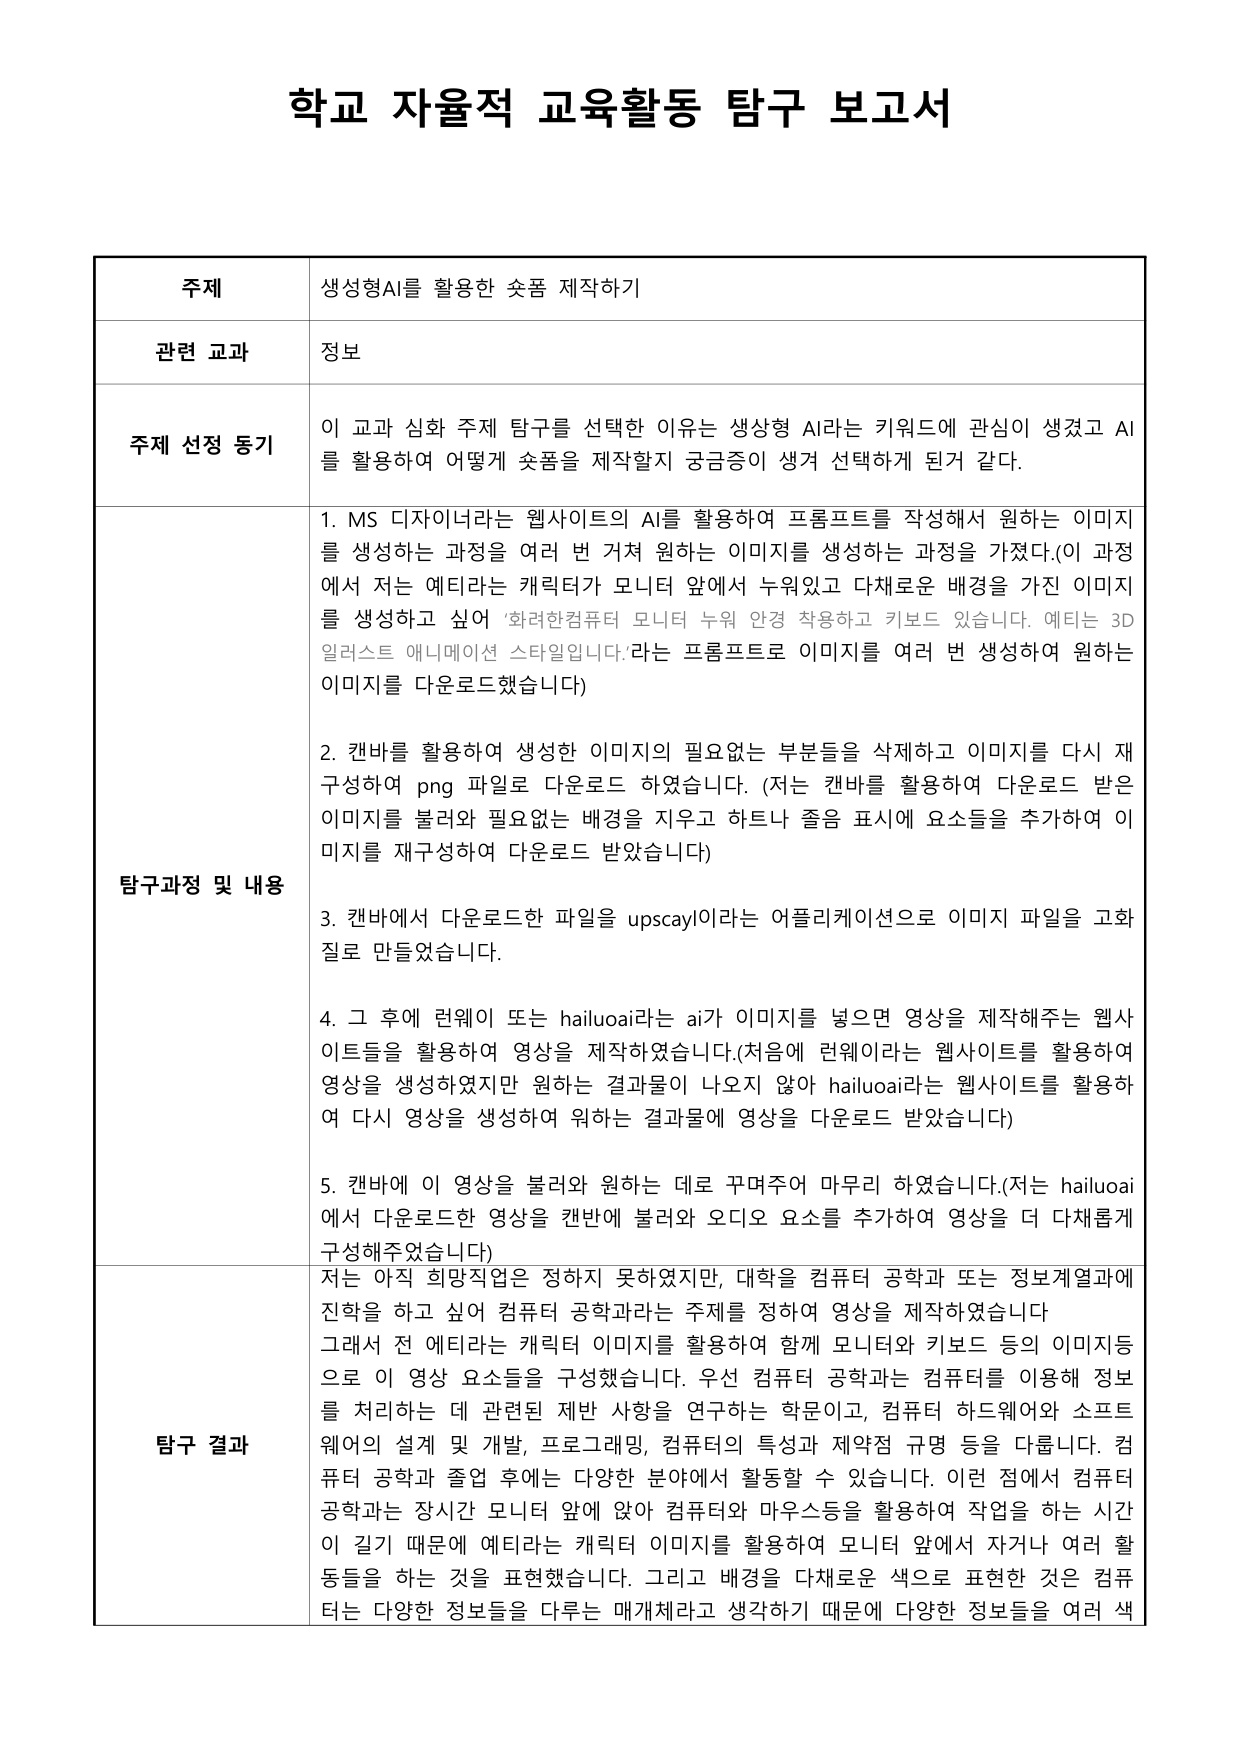 학교 자율적 교육활동 탐구 보고서
주제
생성형AI를 활용한 숏폼 제작하기
관련 교과
정보
주제 선정 동기
이 교과 심화 주제 탐구를 선택한 이유는 생상형 AI라는 키워드에 관심이 생겼고 AI
를 활용하여 어떻게 숏폼을 제작할지 궁금증이 생겨 선택하게 된거 같다.
탐구과정 및 내용
1. MS 디자이너라는 웹사이트의 AI를 활용하여 프롬프트를 작성해서 원하는 이미지
를 생성하는 과정을 여러 번 거쳐 원하는 이미지를 생성하는 과정을 가졌다.(이 과정
에서 저는 예티라는 캐릭터가 모니터 앞에서 누워있고 다채로운 배경을 가진 이미지
를 생성하고 싶어 '화려한컴퓨터 모니터 누워 안경 착용하고 키보드 있습니다. 예티는 3D
일러스트 애니메이션 스타일입니다.'라는 프롬프트로 이미지를 여러 번 생성하여 원하는
이미지를 다운로드했습니다)
2. 캔바를 활용하여 생성한 이미지의 필요없는 부분들을 삭제하고 이미지를 다시 재
구성하여 png 파일로 다운로드 하였습니다. (저는 캔바를 활용하여 다운로드 받은
이미지를 불러와 필요없는 배경을 지우고 하트나 졸음 표시에 요소들을 추가하여 이
미지를 재구성하여 다운로드 받았습니다)
3. 캔바에서 다운로드한 파일을 upscayl이라는 어플리케이션으로 이미지 파일을 고화
질로 만들었습니다.
4. 그 후에 런웨이 또는 hailuoai라는 ai가 이미지를 넣으면 영상을 제작해주는 웹사
이트들을 활용하여 영상을 제작하였습니다.(처음에 런웨이라는 웹사이트를 활용하여
영상을 생성하였지만 원하는 결과물이 나오지 않아 hailuoai라는 웹사이트를 활용하
여 다시 영상을 생성하여 워하는 결과물에 영상을 다운로드 받았습니다)
5. 캔바에 이 영상을 불러와 원하는 데로 꾸며주어 마무리 하였습니다.(저는 hailuoai
에서 다운로드한 영상을 캔반에 불러와 오디오 요소를 추가하여 영상을 더 다채롭게
구성해주었습니다)
탐구 결과
저는 아직 희망직업은 정하지 못하였지만, 대학을 컴퓨터 공학과 또는 정보계열과에
진학을 하고 싶어 컴퓨터 공학과라는 주제를 정하여 영상을 제작하였습니다
그래서 전 에티라는 캐릭터 이미지를 활용하여 함께 모니터와 키보드 등의 이미지등
으로 이 영상 요소들을 구성했습니다. 우선 컴퓨터 공학과는 컴퓨터를 이용해 정보
를 처리하는 데 관련된 제반 사항을 연구하는 학문이고, 컴퓨터 하드웨어와 소프트
웨어의 설계 및 개발, 프로그래밍, 컴퓨터의 특성과 제약점 규명 등을 다룹니다. 컴
퓨터 공학과 졸업 후에는 다양한 분야에서 활동할 수 있습니다. 이런 점에서 컴퓨터
공학과는 장시간 모니터 앞에 앉아 컴퓨터와 마우스등을 활용하여 작업을 하는 시간
이 길기 때문에 예티라는 캐릭터 이미지를 활용하여 모니터 앞에서 자거나 여러 활
동들을 하는 것을 표현했습니다. 그리고 배경을 다채로운 색으로 표현한 것은 컴퓨
터는 다양한 정보들을 다루는 매개체라고 생각하기 때문에 다양한 정보들을 여러 색